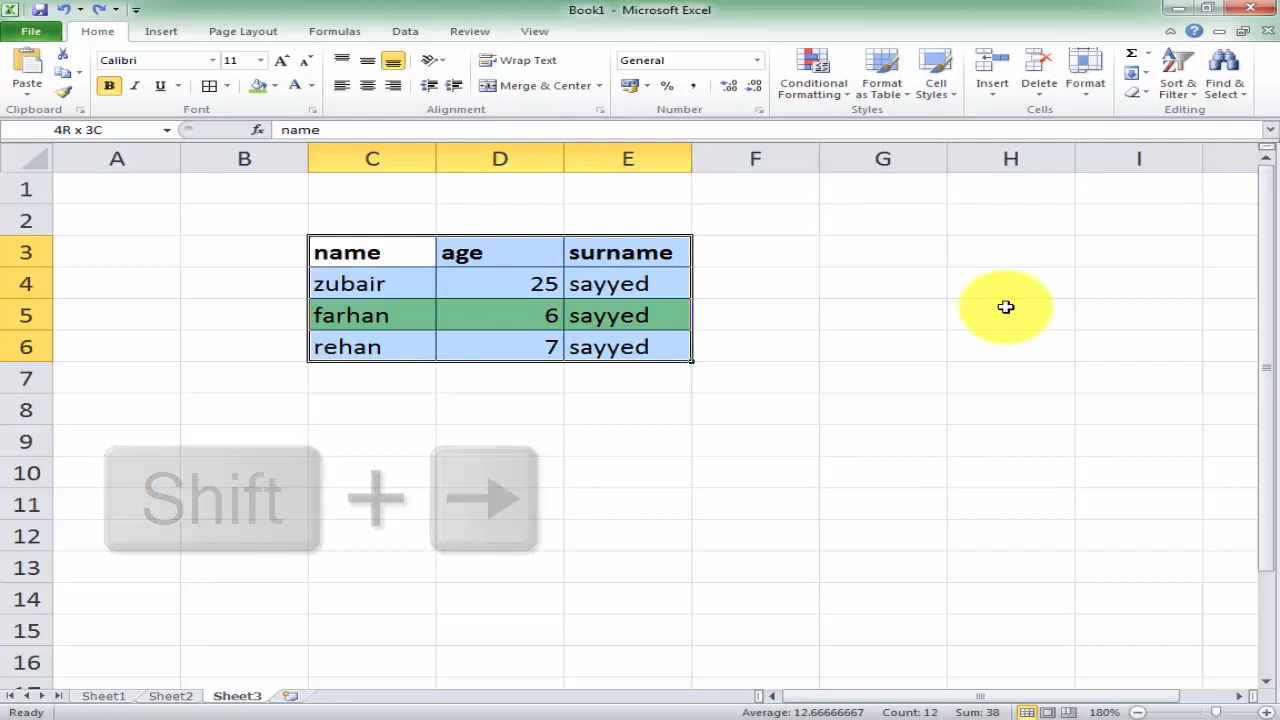 Book1 - Microsoft Excel
File Home Insert Page Layout Formulas Data Review View
Calibri 11 Wrap Text General
Paste B I U Merge & Center % , Conditional Formatting Format as Table Cell Styles Insert Delete Format Σ Sort & Filter Find & Select
Clipboard Font Alignment Number Styles Cells Editing
4R x 3C fx name
A B C D E F G H I
1
2
3 name age surname
4 zubair 25 sayyed
5 farhan 6 sayyed
6 rehan 7 sayyed
7
8
9
10
11
12
Shift +
13
14
15
16
Sheet1 Sheet2 Sheet3
Ready Average: 12.66666667 Count: 12 Sum: 38 180%